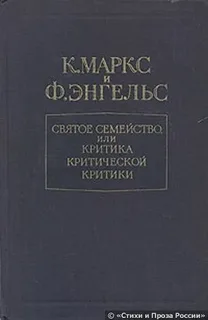 К. МАРКС
и
Ф. ЭНГЕЛЬС
СВЯТОЕ СЕМЕЙСТВО,
ИЛИ
КРИТИКА
КРИТИЧЕСКОЙ
КРИТИКИ
© «Стихи и Проза России»